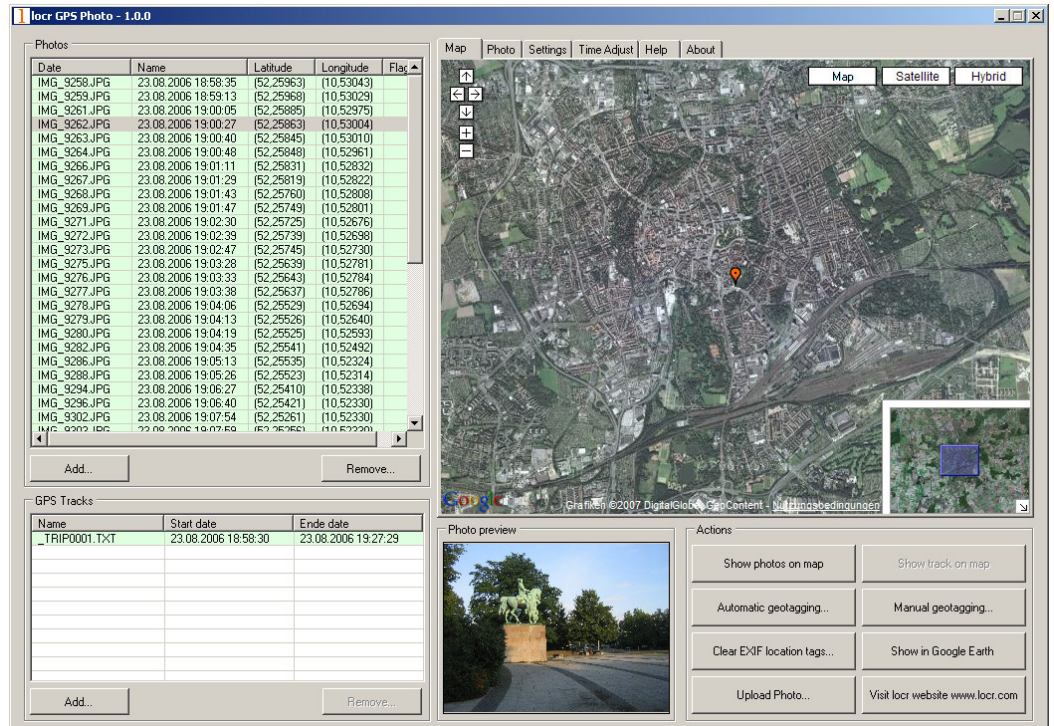 locr GPS Photo - 1.0.0
Photos
Date Name Latitude Longitude Flag
IMG_9258.JPG 23.08.2006 18:58:35 (52,25963) (10,53043)
IMG_9259.JPG 23.08.2006 18:59:13 (52,25968) (10,53029)
IMG_9261.JPG 23.08.2006 19:00:05 (52,25885) (10,52975)
IMG_9262.JPG 23.08.2006 19:00:27 (52,25863) (10,53004)
IMG_9263.JPG 23.08.2006 19:00:40 (52,25845) (10,53010)
IMG_9264.JPG 23.08.2006 19:00:48 (52,25848) (10,52961)
IMG_9266.JPG 23.08.2006 19:01:11 (52,25831) (10,52832)
IMG_9267.JPG 23.08.2006 19:01:29 (52,25819) (10,52822)
IMG_9268.JPG 23.08.2006 19:01:43 (52,25760) (10,52808)
IMG_9269.JPG 23.08.2006 19:01:47 (52,25749) (10,52801)
IMG_9271.JPG 23.08.2006 19:02:30 (52,25725) (10,52676)
IMG_9272.JPG 23.08.2006 19:02:39 (52,25739) (10,52698)
IMG_9273.JPG 23.08.2006 19:02:47 (52,25745) (10,52730)
IMG_9275.JPG 23.08.2006 19:03:28 (52,25639) (10,52781)
IMG_9276.JPG 23.08.2006 19:03:33 (52,25643) (10,52784)
IMG_9277.JPG 23.08.2006 19:03:38 (52,25637) (10,52786)
IMG_9278.JPG 23.08.2006 19:04:06 (52,25529) (10,52694)
IMG_9279.JPG 23.08.2006 19:04:13 (52,25526) (10,52640)
IMG_9280.JPG 23.08.2006 19:04:19 (52,25525) (10,52593)
IMG_9282.JPG 23.08.2006 19:04:35 (52,25541) (10,52492)
IMG_9286.JPG 23.08.2006 19:05:13 (52,25535) (10,52324)
IMG_9288.JPG 23.08.2006 19:05:26 (52,25523) (10,52314)
IMG_9294.JPG 23.08.2006 19:06:27 (52,25410) (10,52338)
IMG_9296.JPG 23.08.2006 19:06:40 (52,25421) (10,52330)
IMG_9302.JPG 23.08.2006 19:07:54 (52,25261) (10,52330)
Add... Remove...
GPS Tracks
Name Start date Ende date
_TRIP0001.TXT 23.08.2006 18:58:30 23.08.2006 19:27:29
Add... Remove...
Map Photo Settings Time Adjust Help About
Map Satellite Hybrid
Google
Grafiken ©2007 DigitalGlobe, GeoContent - Nutzungsbedingungen
Photo preview
Actions
Show photos on map Show track on map
Automatic geotagging... Manual geotagging...
Clear EXIF location tags... Show in Google Earth
Upload Photo... Visit locr website www.locr.com